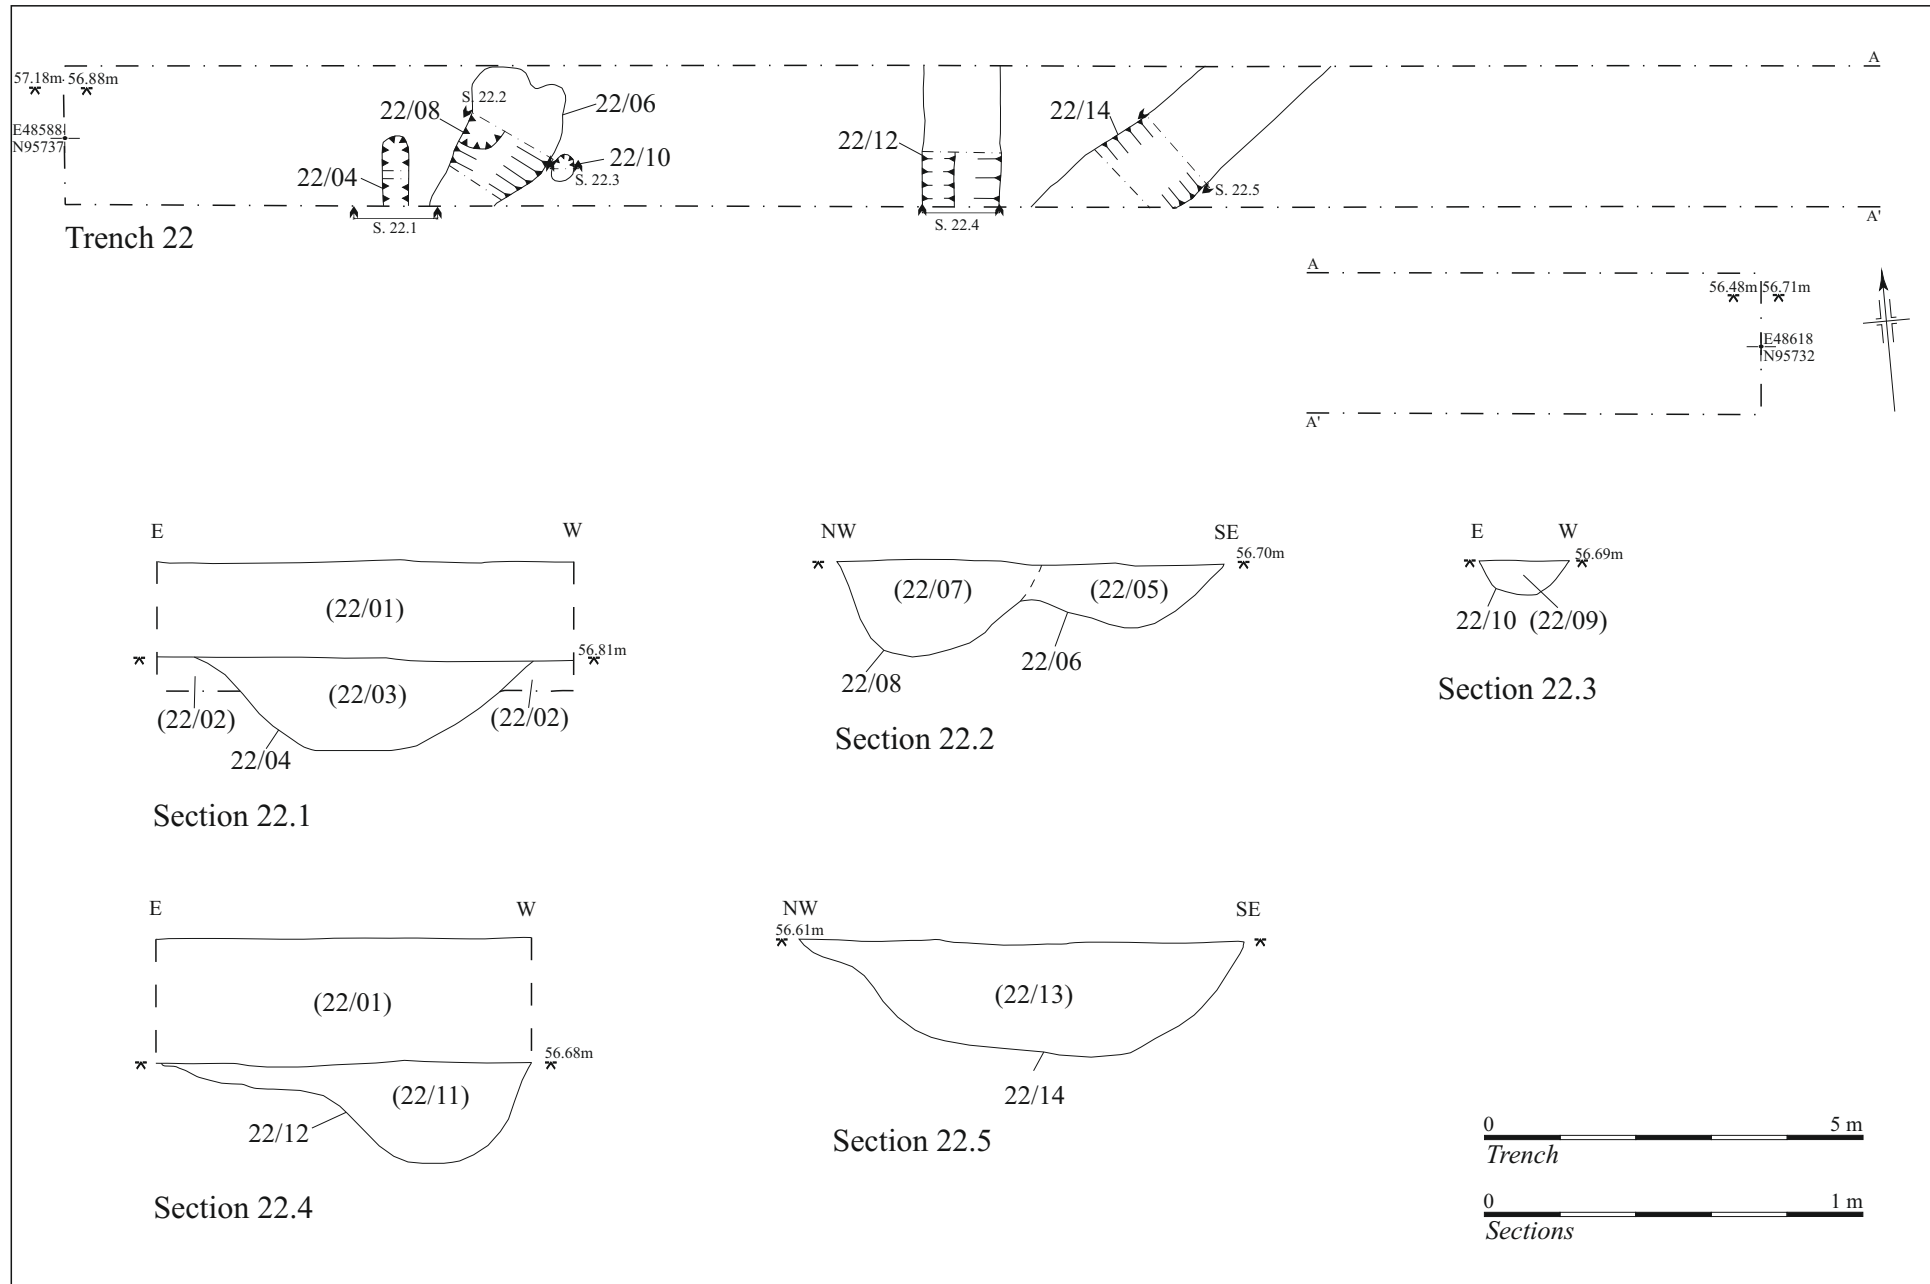 A
57.18m 56.88m
S. 22.2
22/08
22/06
22/14
E48588
N95737
22/12
22/10
22/04
S. 22.3
S. 22.5
A'
S. 22.1
S. 22.4
Trench 22
A
56.48m 56.71m
E48618
N95732
A'
E W
(22/01)
56.81m
(22/03)
(22/02) (22/02)
22/04
Section 22.1
NW SE
56.70m
(22/07) (22/05)
22/06
22/08
Section 22.2
E W
56.69m
22/10 (22/09)
Section 22.3
E W
(22/01)
56.68m
(22/11)
22/12
Section 22.4
NW SE
56.61m
(22/13)
22/14
Section 22.5
0 5 m
Trench
0 1 m
Sections